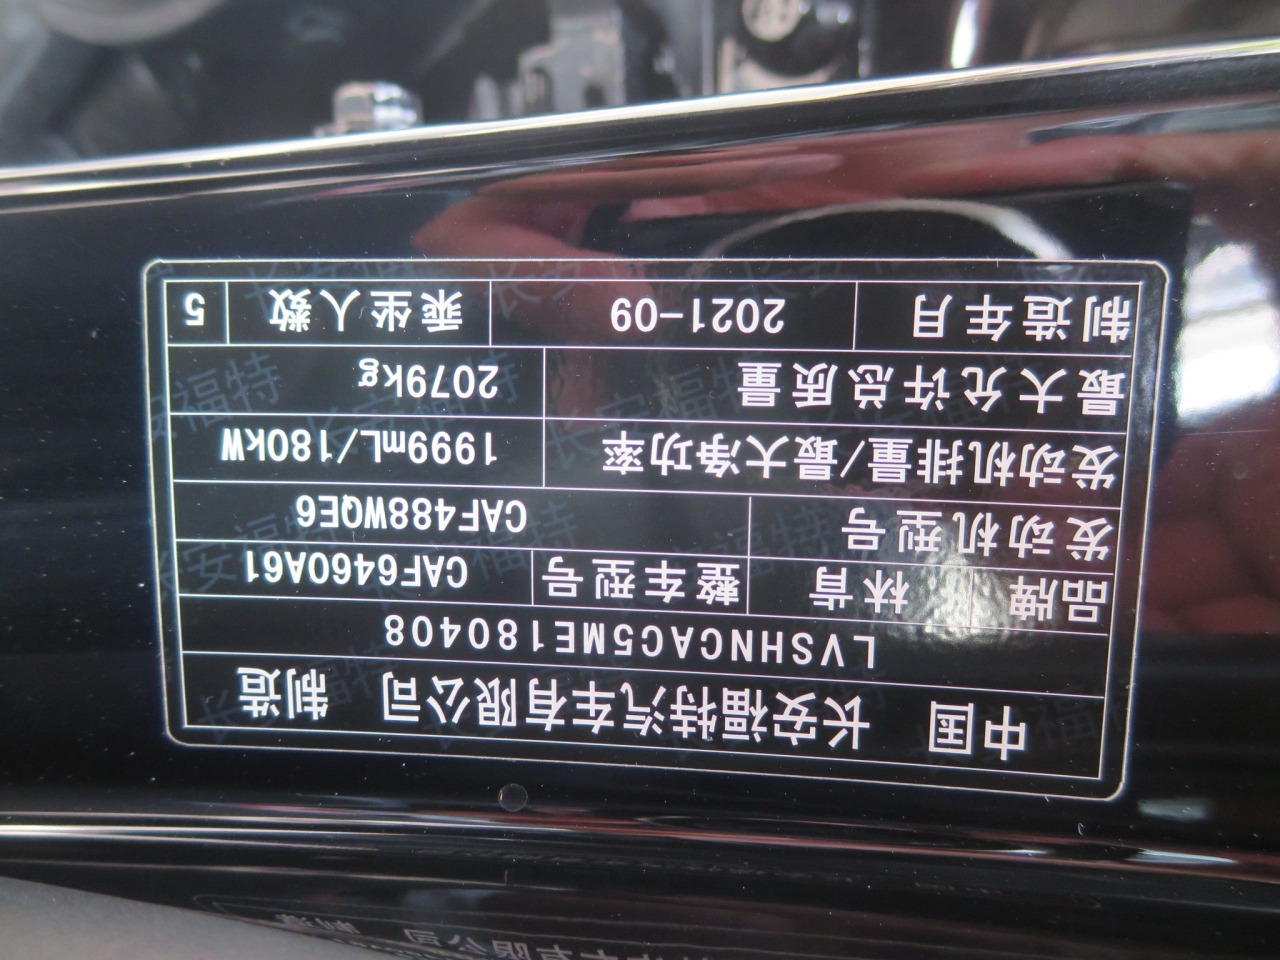 中国 长安福特汽车有限公司 制造
LVSHNCAC5ME180408
品牌 林肯 整车型号 CAF6460A61
发动机型号 CAF488WQE6
发动机排量/最大净功率 1999mL/180kW
最大允许总质量 2079kg
制造年月 2021-09 乘坐人数 5